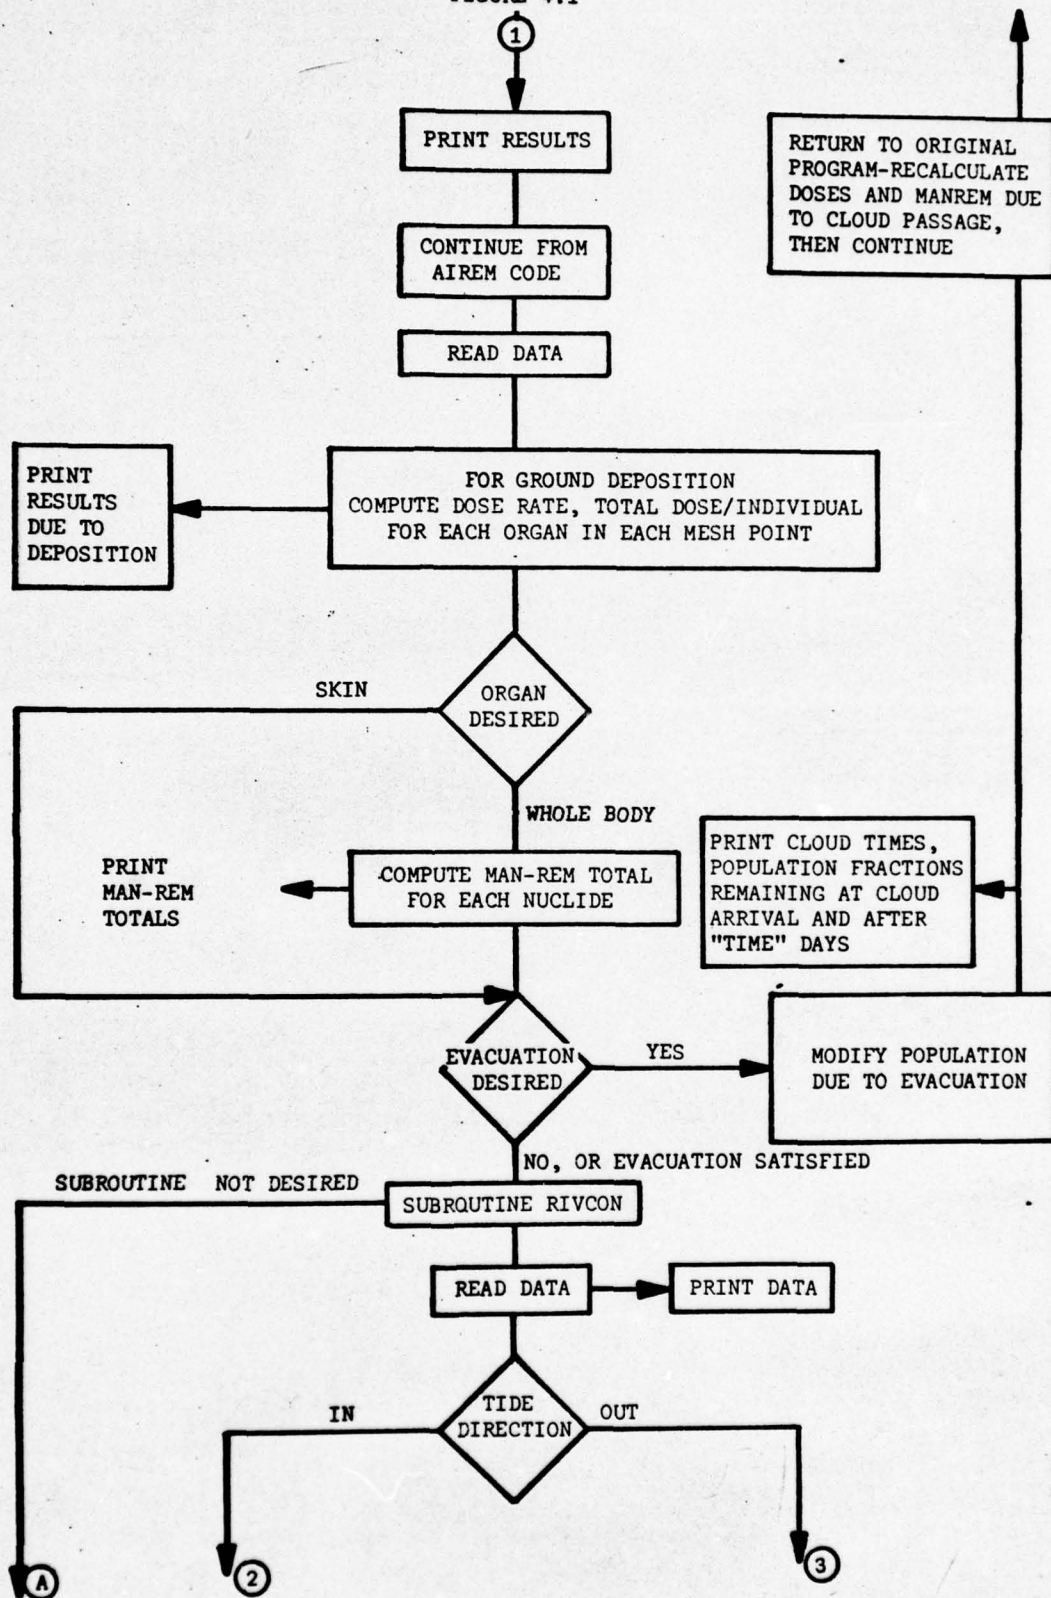 1
PRINT RESULTS
RETURN TO ORIGINAL
PROGRAM-RECALCULATE
DOSES AND MANREM DUE
TO CLOUD PASSAGE,
THEN CONTINUE
CONTINUE FROM
AIREM CODE
READ DATA
PRINT
RESULTS
DUE TO
DEPOSITION
FOR GROUND DEPOSITION
COMPUTE DOSE RATE, TOTAL DOSE/INDIVIDUAL
FOR EACH ORGAN IN EACH MESH POINT
SKIN
ORGAN
DESIRED
WHOLE BODY
PRINT
MAN-REM
TOTALS
COMPUTE MAN-REM TOTAL
FOR EACH NUCLIDE
PRINT CLOUD TIMES,
POPULATION FRACTIONS
REMAINING AT CLOUD
ARRIVAL AND AFTER
"TIME" DAYS
EVACUATION
DESIRED
YES
MODIFY POPULATION
DUE TO EVACUATION
NO, OR EVACUATION SATISFIED
SUBROUTINE NOT DESIRED
SUBROUTINE RIVCON
READ DATA
PRINT DATA
TIDE
DIRECTION
IN
OUT
A
2
3